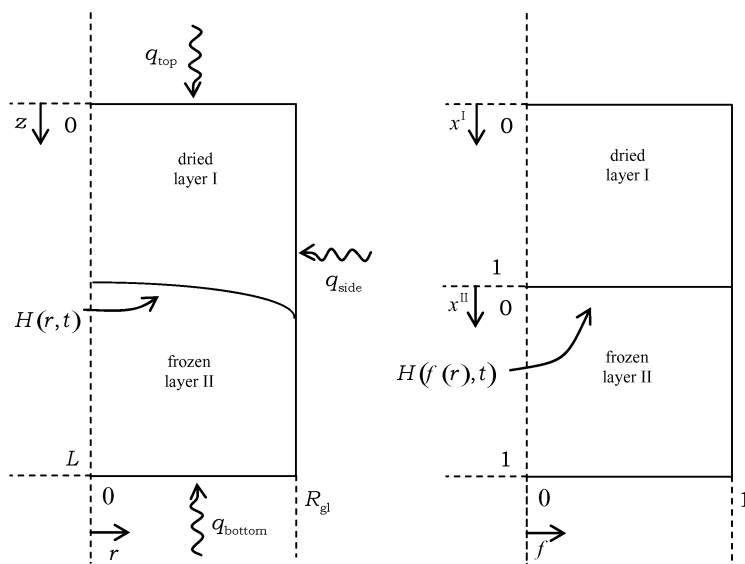 q_top
z
0
dried
layer I
q_side
H(r,t)
frozen
layer II
L
0
R_gl
q_bottom
r
x^I
0
dried
layer I
1
x^II
0
H(f(r),t)
frozen
layer II
1
0
1
f